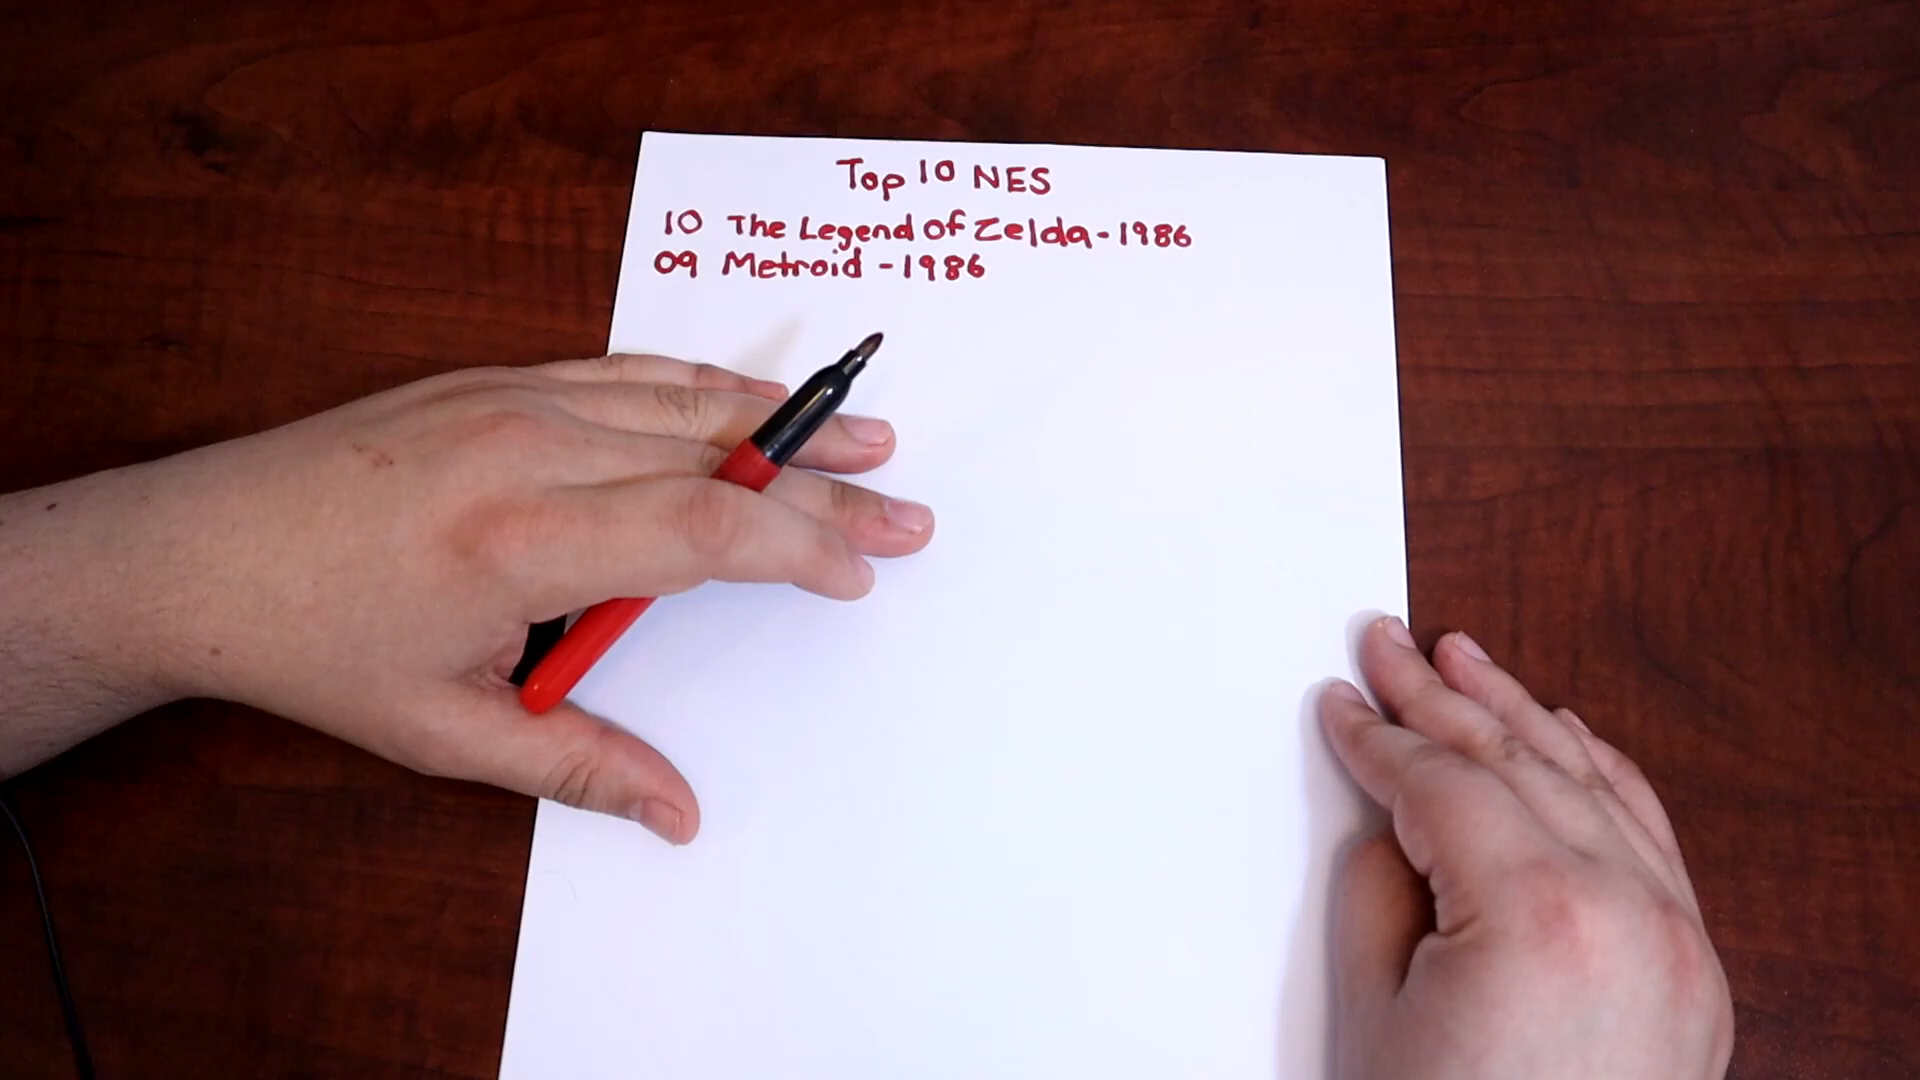 Top 10 NES
10 The Legend of Zelda - 1986
09 Metroid - 1986